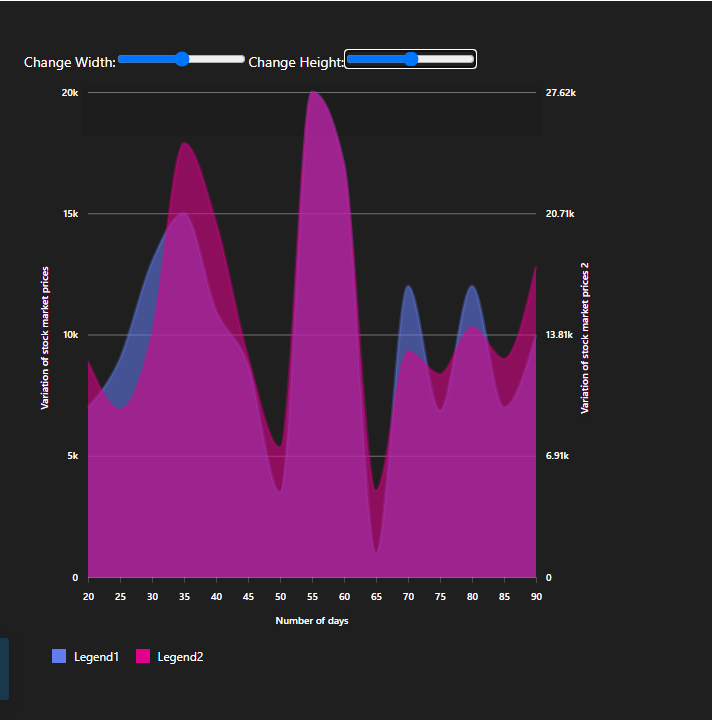 Change Width: Change Height:
20k 27.62k
15k 20.71k
Variation of stock market prices
Variation of stock market prices 2
10k 13.81k
5k 6.91k
0 0
20 25 30 35 40 45 50 55 60 65 70 75 80 85 90
Number of days
Legend1 Legend2